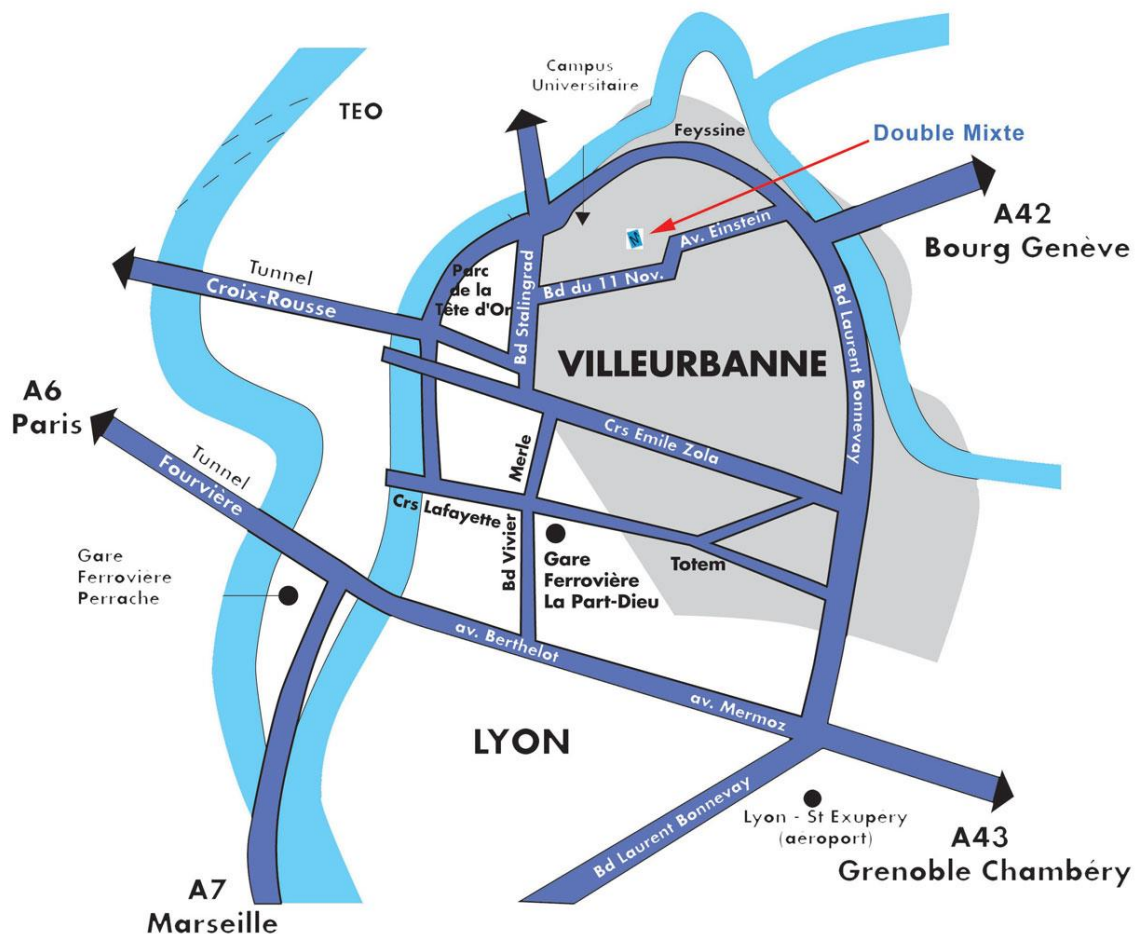 Campus
Universitaire
TEO
Feyssine
Double Mixte
A42
Bourg Genève
Av. Einstein
Bd du 11 Nov.
Tunnel
Croix-Rousse
Parc
de la
Tête d'Or
Bd Stalingrad
Bd Laurent Bonnevay
VILLEURBANNE
A6
Paris
Tunnel
Fourvière
Crs Emile Zola
Merle
Crs Lafayette
Bd Vivier
Gare
Ferrovière
La Part-Dieu
Totem
Gare
Ferrovière
Perrache
av. Berthelot
av. Mermoz
LYON
Bd Laurent Bonnevay
Lyon - St Exupéry
(aéroport)
A43
Grenoble Chambéry
A7
Marseille